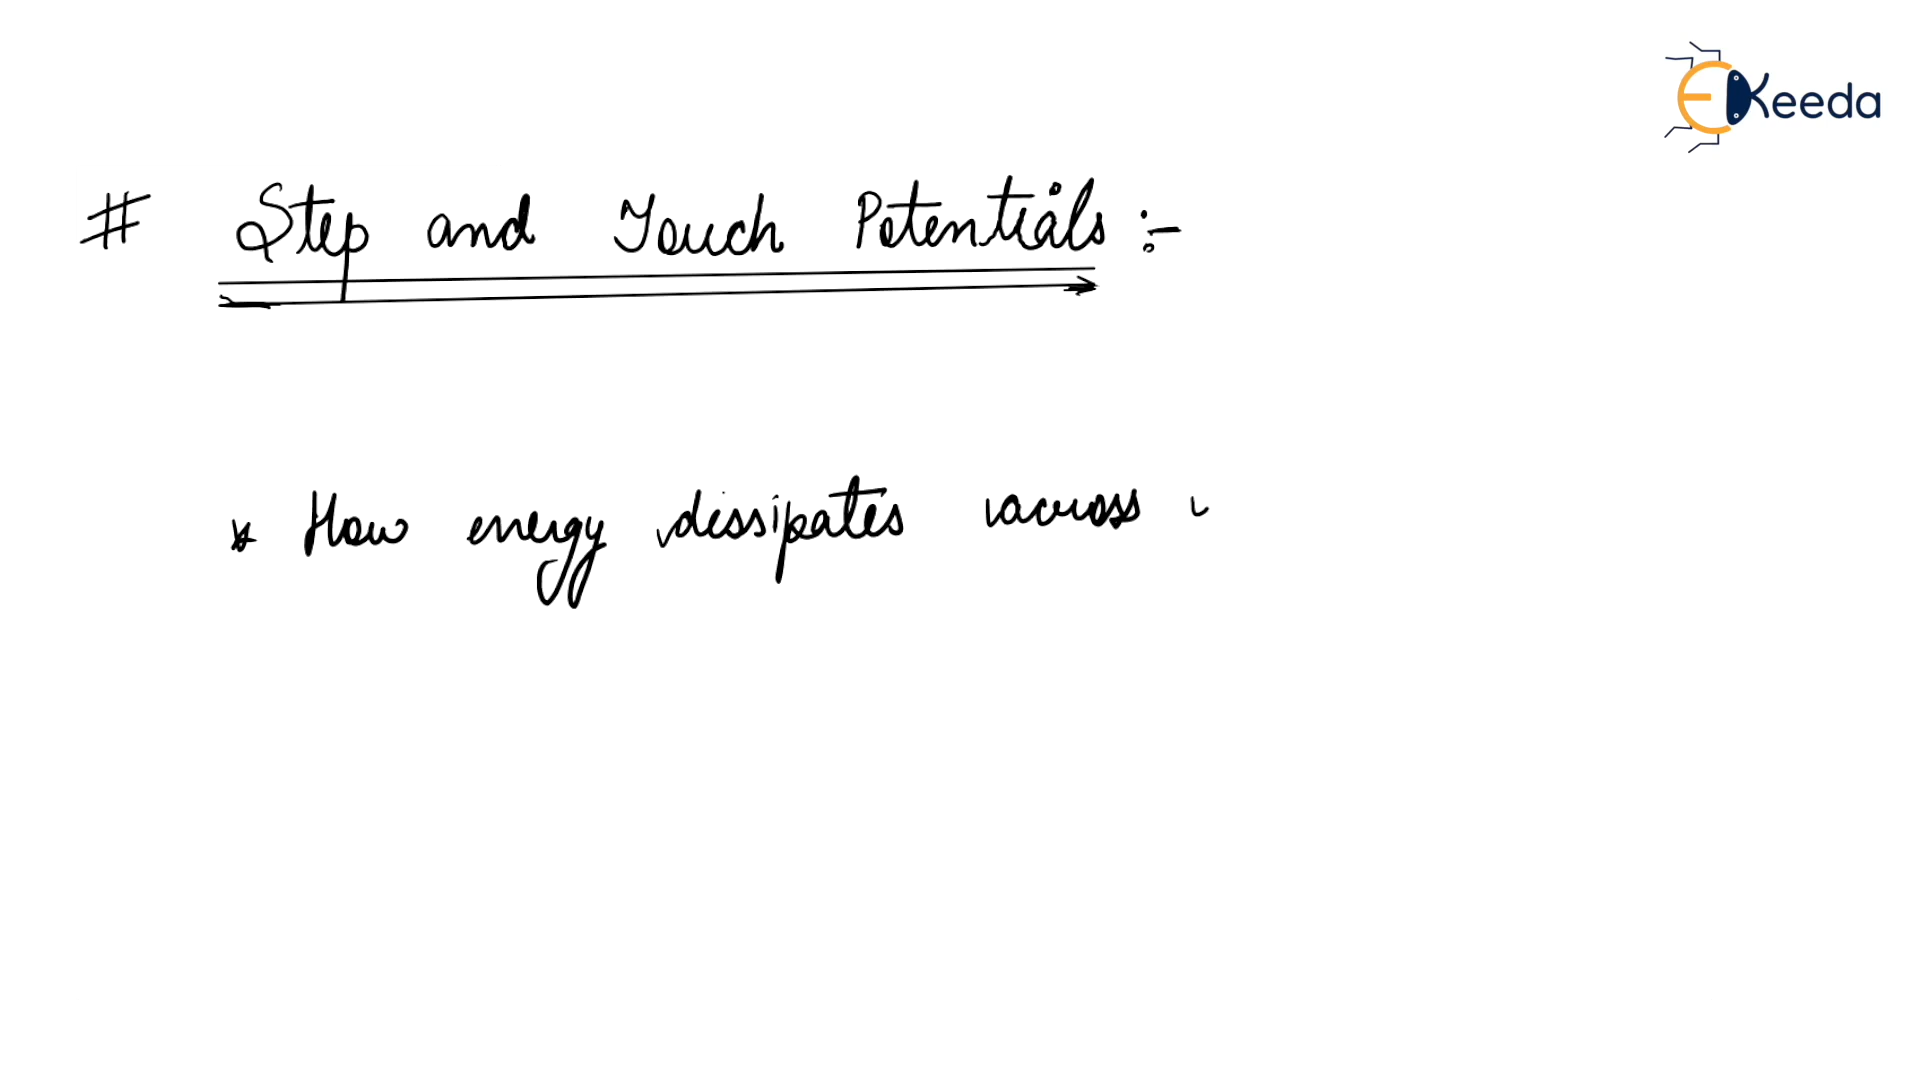 EKeeda
# Step and Touch Potentials :-
* How energy dissipates across